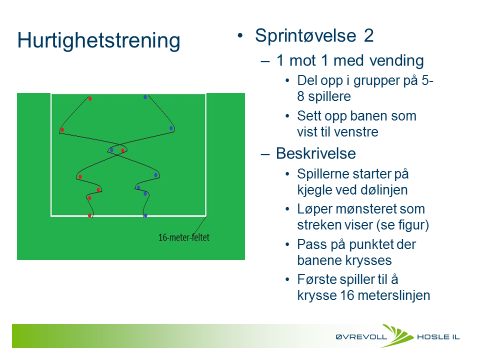 Hurtighetstrening
• Sprintøvelse 2
– 1 mot 1 med vending
• Del opp i grupper på 5-
8 spillere
• Sett opp banen som
vist til venstre
– Beskrivelse
• Spillerne starter på
kjegle ved dølinjen
• Løper mønsteret som
streken viser (se figur)
• Pass på punktet der
banene krysses
• Første spiller til å
krysse 16 meterslinjen
16-meter-feltet
ØVREVOLL HOSLE IL